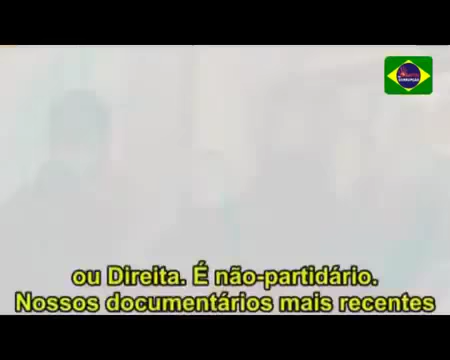 ou Direita. É não-partidário.
Nossos documentários mais recentes